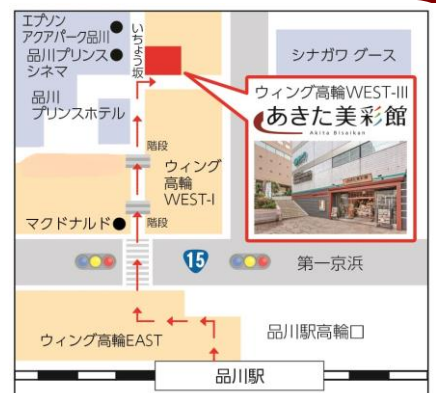 エプソン
アクアパーク品川
品川プリンス
シネマ
いちょう坂
シナガワ グース
ウィング高輪WEST-III
あきた美彩館
Akita Bisaikan
品川
プリンスホテル
階段
ウィング
高輪
WEST-I
階段
マクドナルド
15
第一京浜
ウィング高輪EAST
品川駅高輪口
品川駅